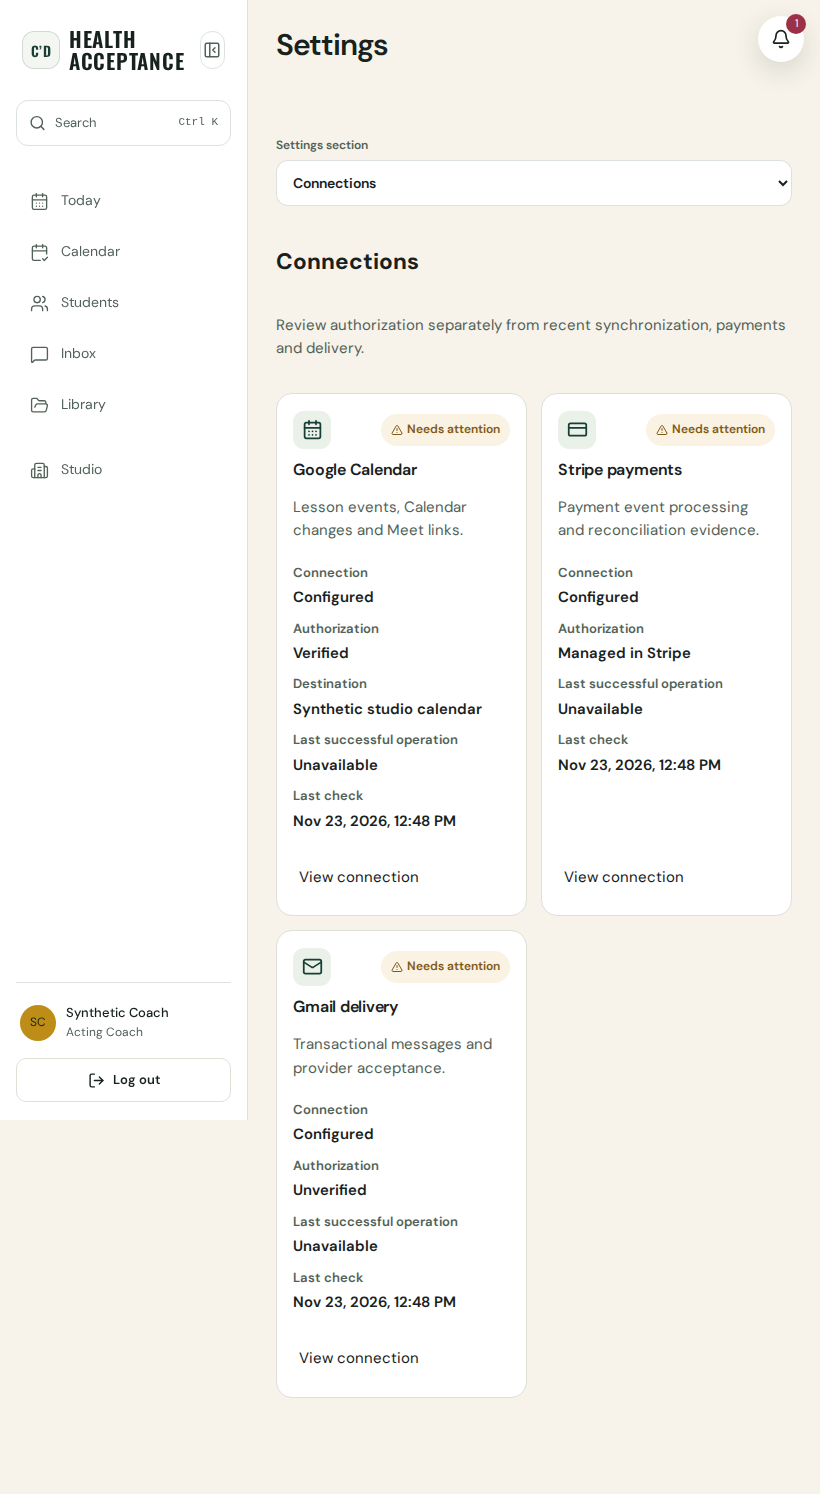 C'D
HEALTH
ACCEPTANCE
Search
Ctrl K
Today
Calendar
Students
Inbox
Library
Studio
Synthetic Coach
SC
Acting Coach
Log out
Settings
1
Settings section
Connections
Connections
Review authorization separately from recent synchronization, payments
and delivery.
Needs attention
Google Calendar
Lesson events, Calendar
changes and Meet links.
Connection
Configured
Authorization
Verified
Destination
Synthetic studio calendar
Last successful operation
Unavailable
Last check
Nov 23, 2026, 12:48 PM
View connection
Needs attention
Stripe payments
Payment event processing
and reconciliation evidence.
Connection
Configured
Authorization
Managed in Stripe
Last successful operation
Unavailable
Last check
Nov 23, 2026, 12:48 PM
View connection
Needs attention
Gmail delivery
Transactional messages and
provider acceptance.
Connection
Configured
Authorization
Unverified
Last successful operation
Unavailable
Last check
Nov 23, 2026, 12:48 PM
View connection